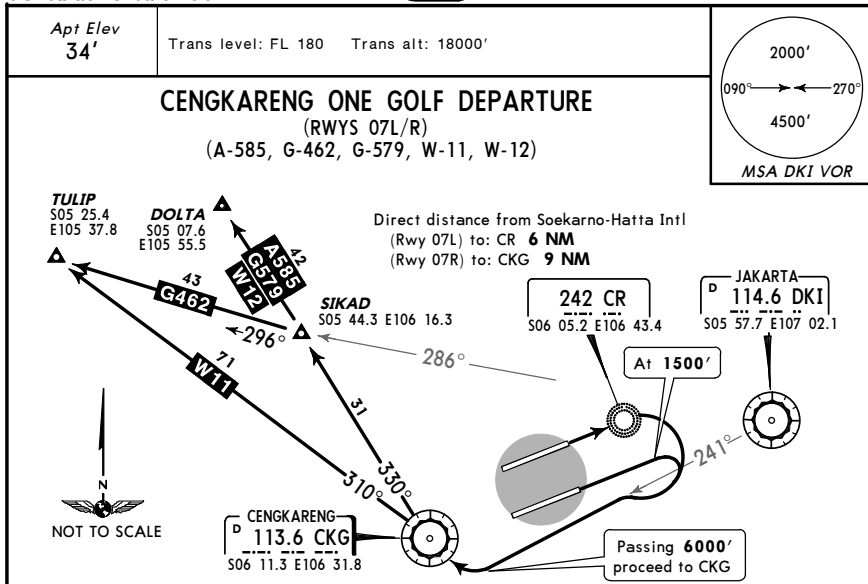 Apt Elev
34'
Trans level: FL 180 Trans alt: 18000'
2000'
090° 270°
4500'
MSA DKI VOR
CENGKARENG ONE GOLF DEPARTURE
(RWYS 07L/R)
(A-585, G-462, G-579, W-11, W-12)
TULIP
S05 25.4
E105 37.8
DOLTA
S05 07.6
E105 55.5
Direct distance from Soekarno-Hatta Intl
(Rwy 07L) to: CR 6 NM
(Rwy 07R) to: CKG 9 NM
42
A585
G579
W12
43
G462
296°
SIKAD
S05 44.3 E106 16.3
242 CR
S06 05.2 E106 43.4
JAKARTA
D 114.6 DKI
S05 57.7 E107 02.1
286°
At 1500'
71
W11
31
241°
310°
330°
N
NOT TO SCALE
CENGKARENG
D 113.6 CKG
S06 11.3 E106 31.8
Passing 6000'
proceed to CKG